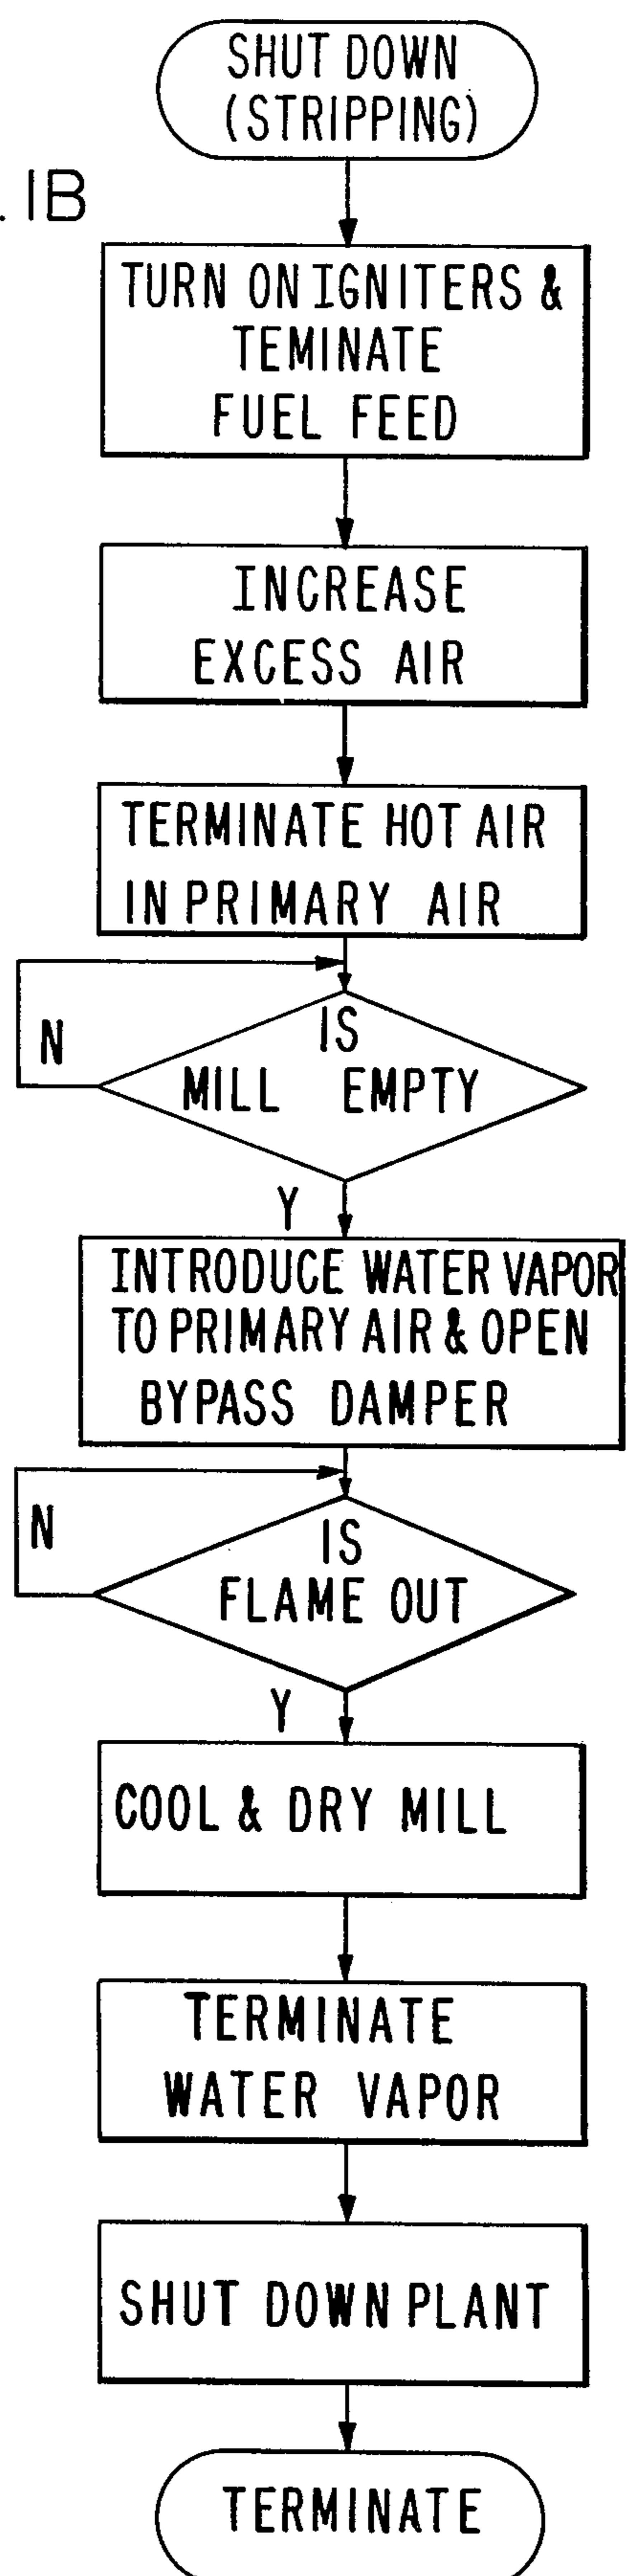 SHUT DOWN
(STRIPPING)
. 1B
TURN ON IGNITERS &
TEMINATE
FUEL FEED
INCREASE
EXCESS AIR
TERMINATE HOT AIR
IN PRIMARY AIR
IS
N
MILL EMPTY
Y
INTRODUCE WATER VAPOR
TO PRIMARY AIR & OPEN
BYPASS DAMPER
N
IS
FLAME OUT
Y
COOL & DRY MILL
TERMINATE
WATER VAPOR
SHUT DOWN PLANT
TERMINATE